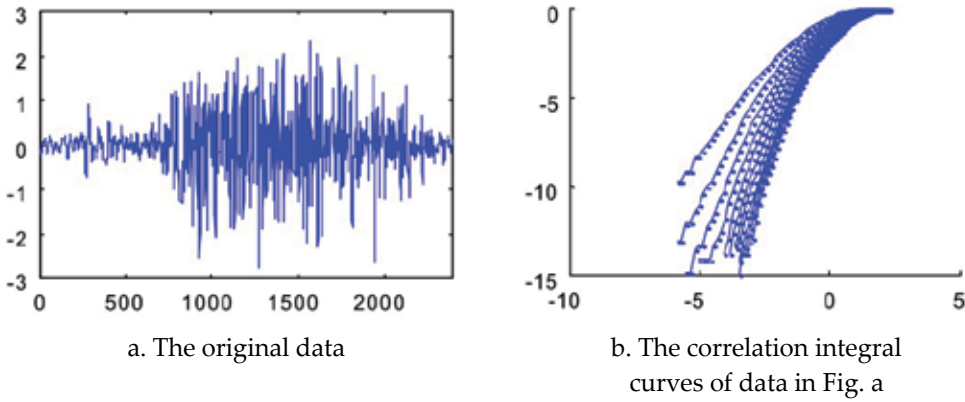 3
2
1
0
-1
-2
-3
0 500 1000 1500 2000
a. The original data
0
-5
-10
-15
-10 -5 0 5
b. The correlation integral
curves of data in Fig. a